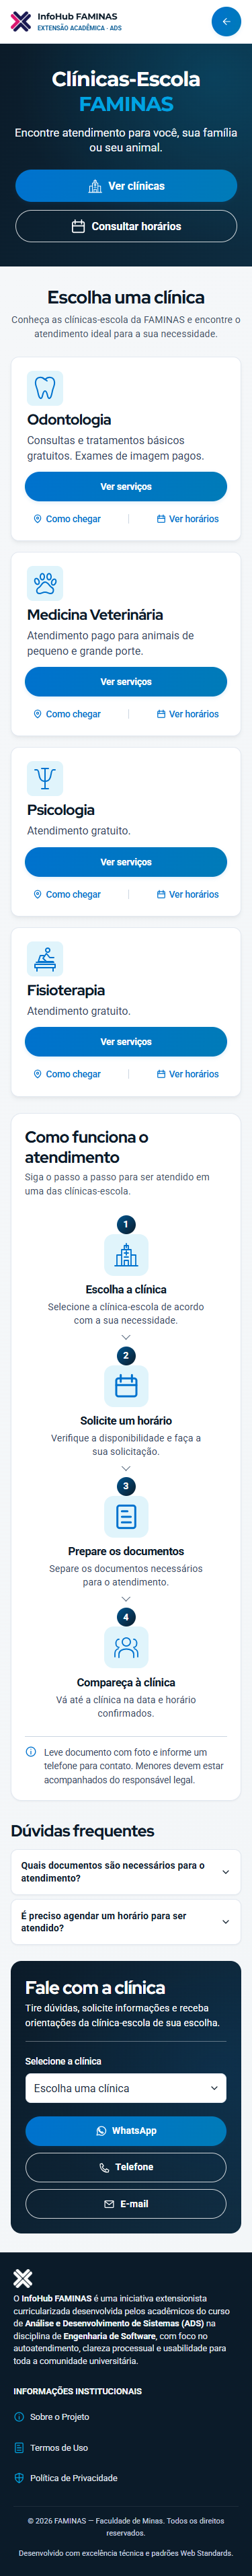 InfoHub FAMINAS
EXTENSÃO ACADÊMICA · ADS
Clínicas-Escola
FAMINAS
Encontre atendimento para você, sua família
ou seu animal.
Ver clínicas
Consultar horários
Escolha uma clínica
Conheça as clínicas-escola da FAMINAS e encontre o
atendimento ideal para a sua necessidade.
Odontologia
Consultas e tratamentos básicos
gratuitos. Exames de imagem pagos.
Ver serviços
Como chegar
Ver horários
Medicina Veterinária
Atendimento pago para animais de
pequeno e grande porte.
Ver serviços
Como chegar
Ver horários
Psicologia
Atendimento gratuito.
Ver serviços
Como chegar
Ver horários
Fisioterapia
Atendimento gratuito.
Ver serviços
Como chegar
Ver horários
Como funciona o
atendimento
Siga o passo a passo para ser atendido em
uma das clínicas-escola.
1
Escolha a clínica
Selecione a clínica-escola de acordo
com a sua necessidade.
2
Solicite um horário
Verifique a disponibilidade e faça a
sua solicitação.
3
Prepare os documentos
Separe os documentos necessários
para o atendimento.
4
Compareça à clínica
Vá até a clínica na data e horário
confirmados.
Leve documento com foto e informe um
telefone para contato. Menores devem estar
acompanhados do responsável legal.
Dúvidas frequentes
Quais documentos são necessários para o
atendimento?
É preciso agendar um horário para ser
atendido?
Fale com a clínica
Tire dúvidas, solicite informações e receba
orientações da clínica-escola de sua escolha.
Selecione a clínica
Escolha uma clínica
WhatsApp
Telefone
E-mail
O InfoHub FAMINAS é uma iniciativa extensionista
curricularizada desenvolvida pelos acadêmicos do curso
de Análise e Desenvolvimento de Sistemas (ADS) na
disciplina de Engenharia de Software, com foco no
autoatendimento, clareza processual e usabilidade para
toda a comunidade universitária.
INFORMAÇÕES INSTITUCIONAIS
Sobre o Projeto
Termos de Uso
Política de Privacidade
© 2026 FAMINAS — Faculdade de Minas. Todos os direitos
reservados.
Desenvolvido com excelência técnica e padrões Web Standards.